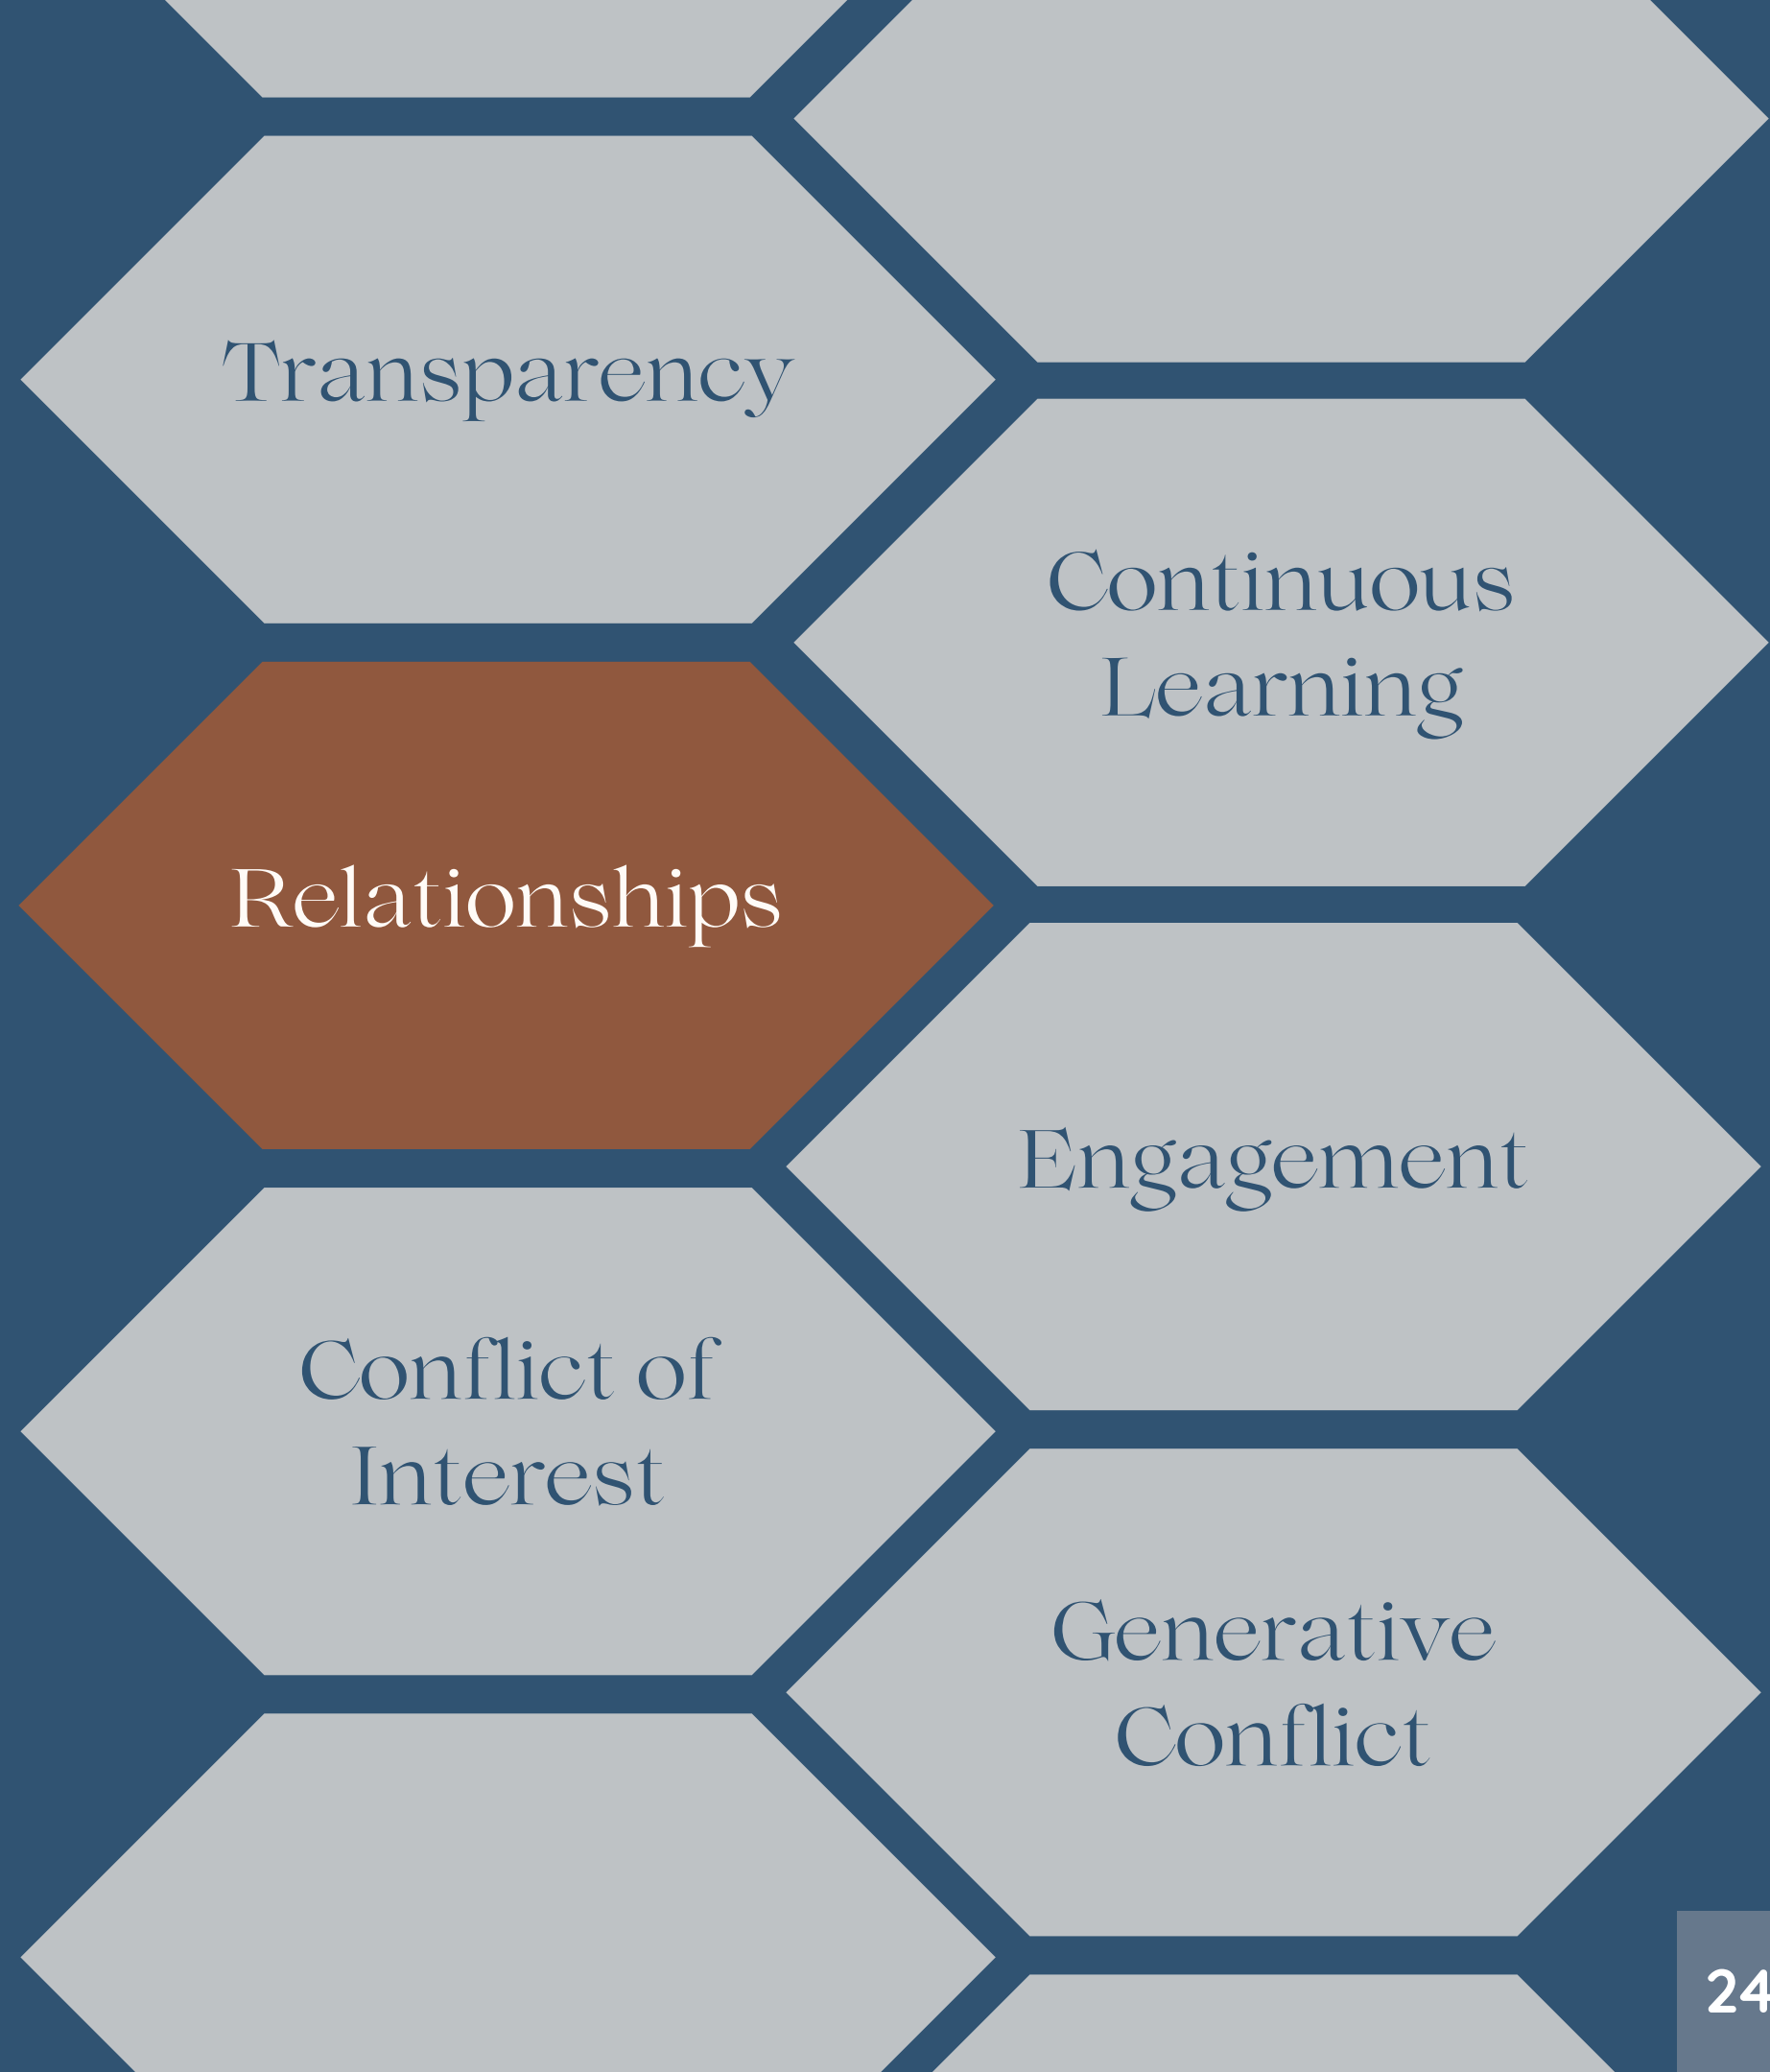 Transparency
Continuous
Learning
Relationships
Engagement
Conflict of
Interest
Generative
Conflict
24